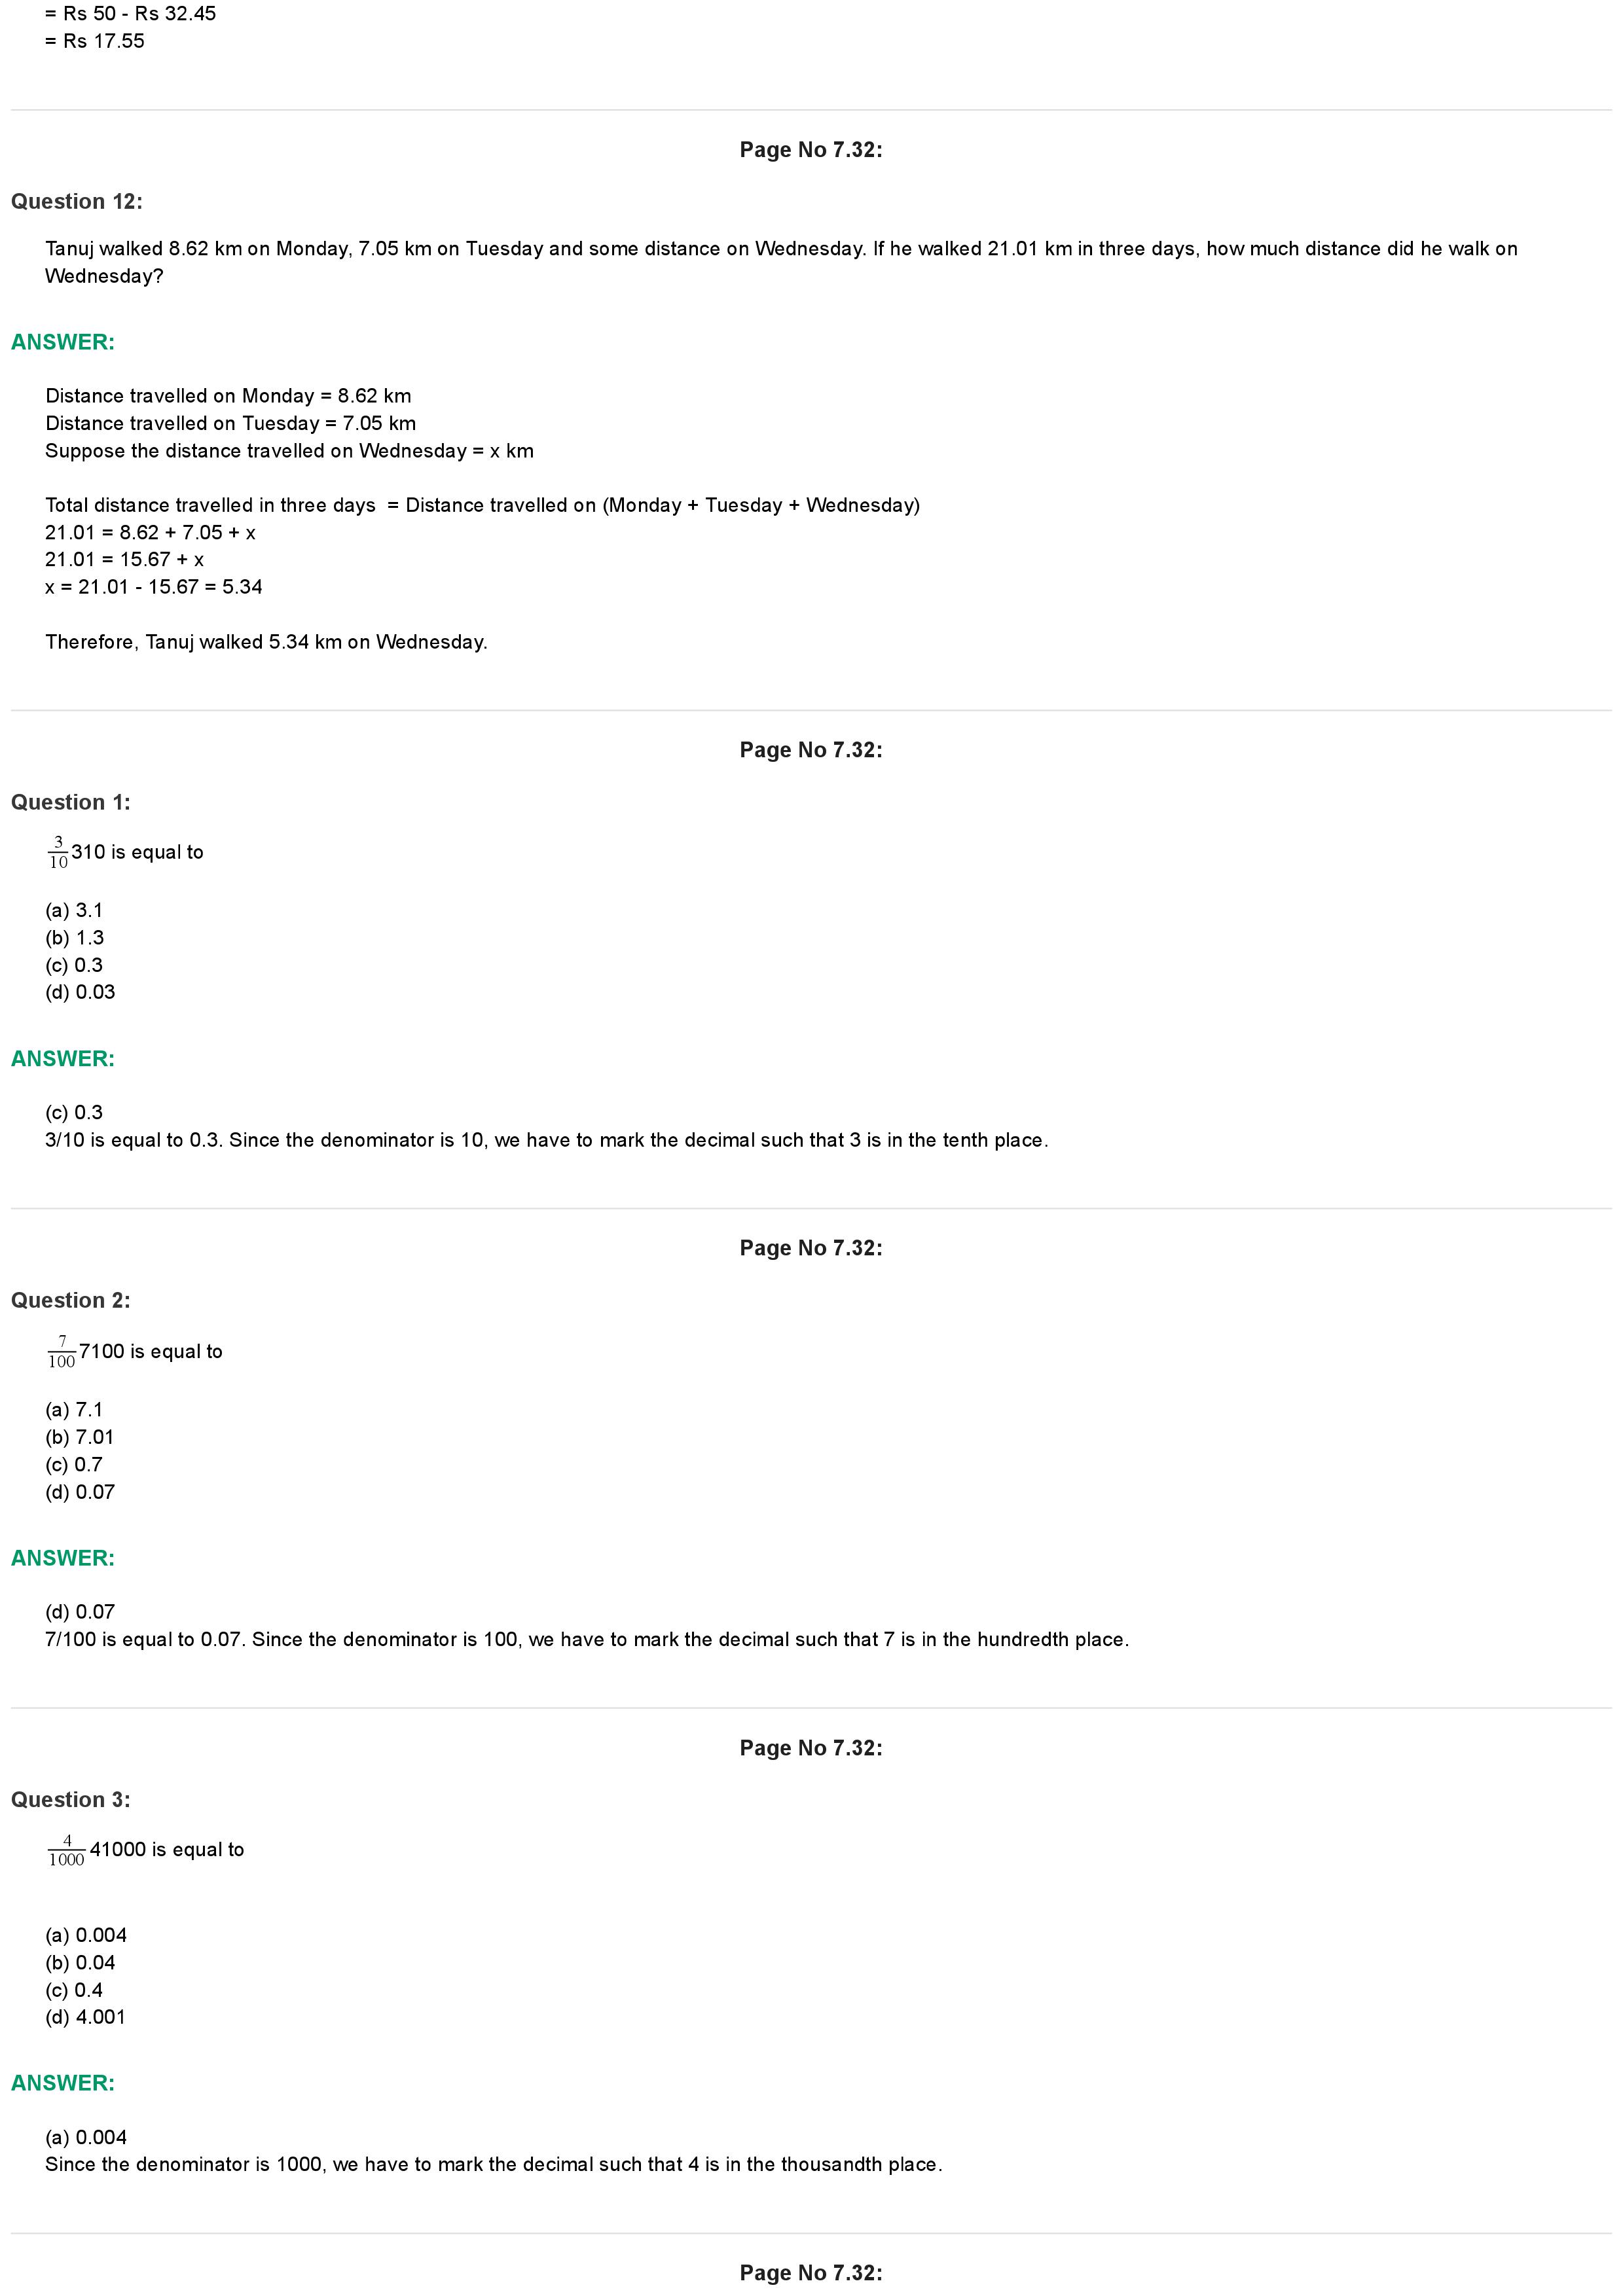 = Rs 50 - Rs 32.45
= Rs 17.55
Page No 7.32:
Question 12:
Tanuj walked 8.62 km on Monday, 7.05 km on Tuesday and some distance on Wednesday. If he walked 21.01 km in three days, how much distance did he walk on
Wednesday?
ANSWER:
Distance travelled on Monday = 8.62 km
Distance travelled on Tuesday = 7.05 km
Suppose the distance travelled on Wednesday = x km
Total distance travelled in three days  = Distance travelled on (Monday + Tuesday + Wednesday)
21.01 = 8.62 + 7.05 + x
21.01 = 15.67 + x
x = 21.01 - 15.67 = 5.34
Therefore, Tanuj walked 5.34 km on Wednesday.
Page No 7.32:
Question 1:
3/10 310 is equal to
(a) 3.1
(b) 1.3
(c) 0.3
(d) 0.03
ANSWER:
(c) 0.3
3/10 is equal to 0.3. Since the denominator is 10, we have to mark the decimal such that 3 is in the tenth place.
Page No 7.32:
Question 2:
7/100 7100 is equal to
(a) 7.1
(b) 7.01
(c) 0.7
(d) 0.07
ANSWER:
(d) 0.07
7/100 is equal to 0.07. Since the denominator is 100, we have to mark the decimal such that 7 is in the hundredth place.
Page No 7.32:
Question 3:
4/1000 41000 is equal to
(a) 0.004
(b) 0.04
(c) 0.4
(d) 4.001
ANSWER:
(a) 0.004
Since the denominator is 1000, we have to mark the decimal such that 4 is in the thousandth place.
Page No 7.32: